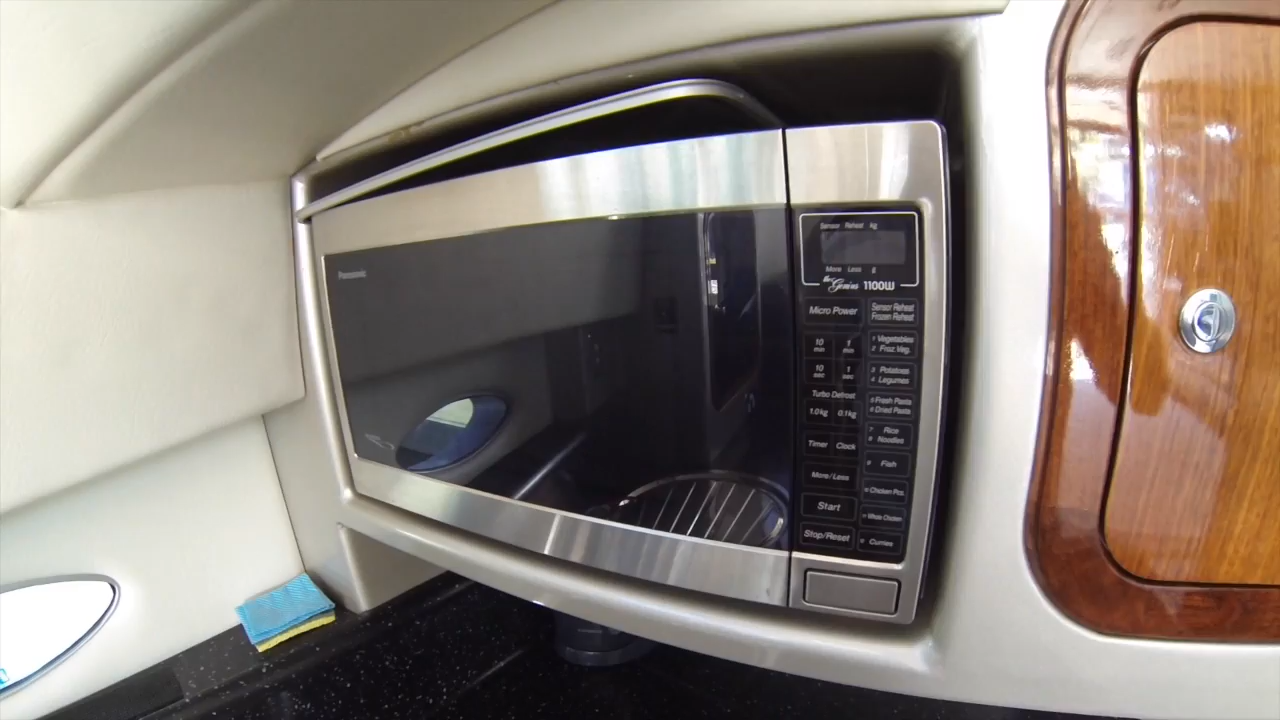 Panasonic
Sensor Reheat kg
More Less g
the Genius 1100W
Micro Power
Sensor Reheat
Frozen Reheat
10 min
1 min
1 Vegetables
2 Froz. Veg.
10 sec
1 sec
3 Potatoes
4 Legumes
Turbo Defrost
1.0kg 0.1kg
5 Fresh Pasta
6 Dried Pasta
Timer Clock
7 Rice
8 Noodles
More/Less
9 Fish
10 Chicken Pcs.
Start
11 Whole Chicken
Stop/Reset
12 Curries